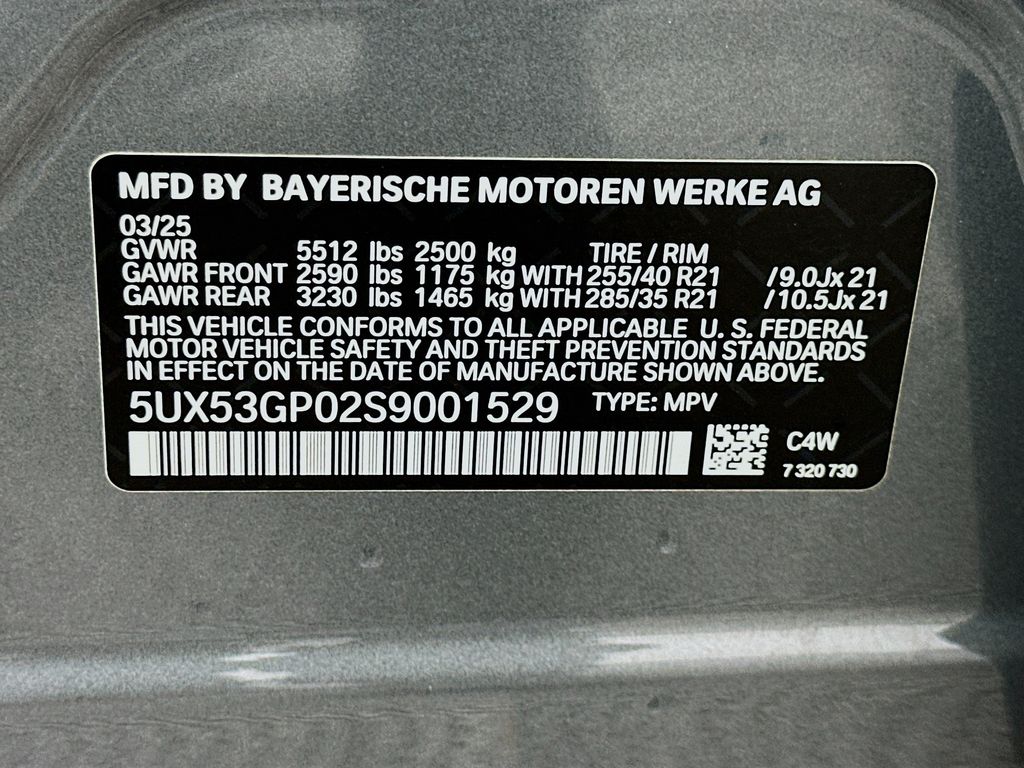 MFD BY BAYERISCHE MOTOREN WERKE AG
03/25
GVWR 5512 lbs 2500 kg TIRE / RIM
GAWR FRONT 2590 lbs 1175 kg WITH 255/40 R21 /9.0Jx 21
GAWR REAR 3230 lbs 1465 kg WITH 285/35 R21 /10.5Jx 21
THIS VEHICLE CONFORMS TO ALL APPLICABLE U. S. FEDERAL
MOTOR VEHICLE SAFETY AND THEFT PREVENTION STANDARDS
IN EFFECT ON THE DATE OF MANUFACTURE SHOWN ABOVE.
5UX53GP02S9001529 TYPE: MPV
C4W
7 320 730